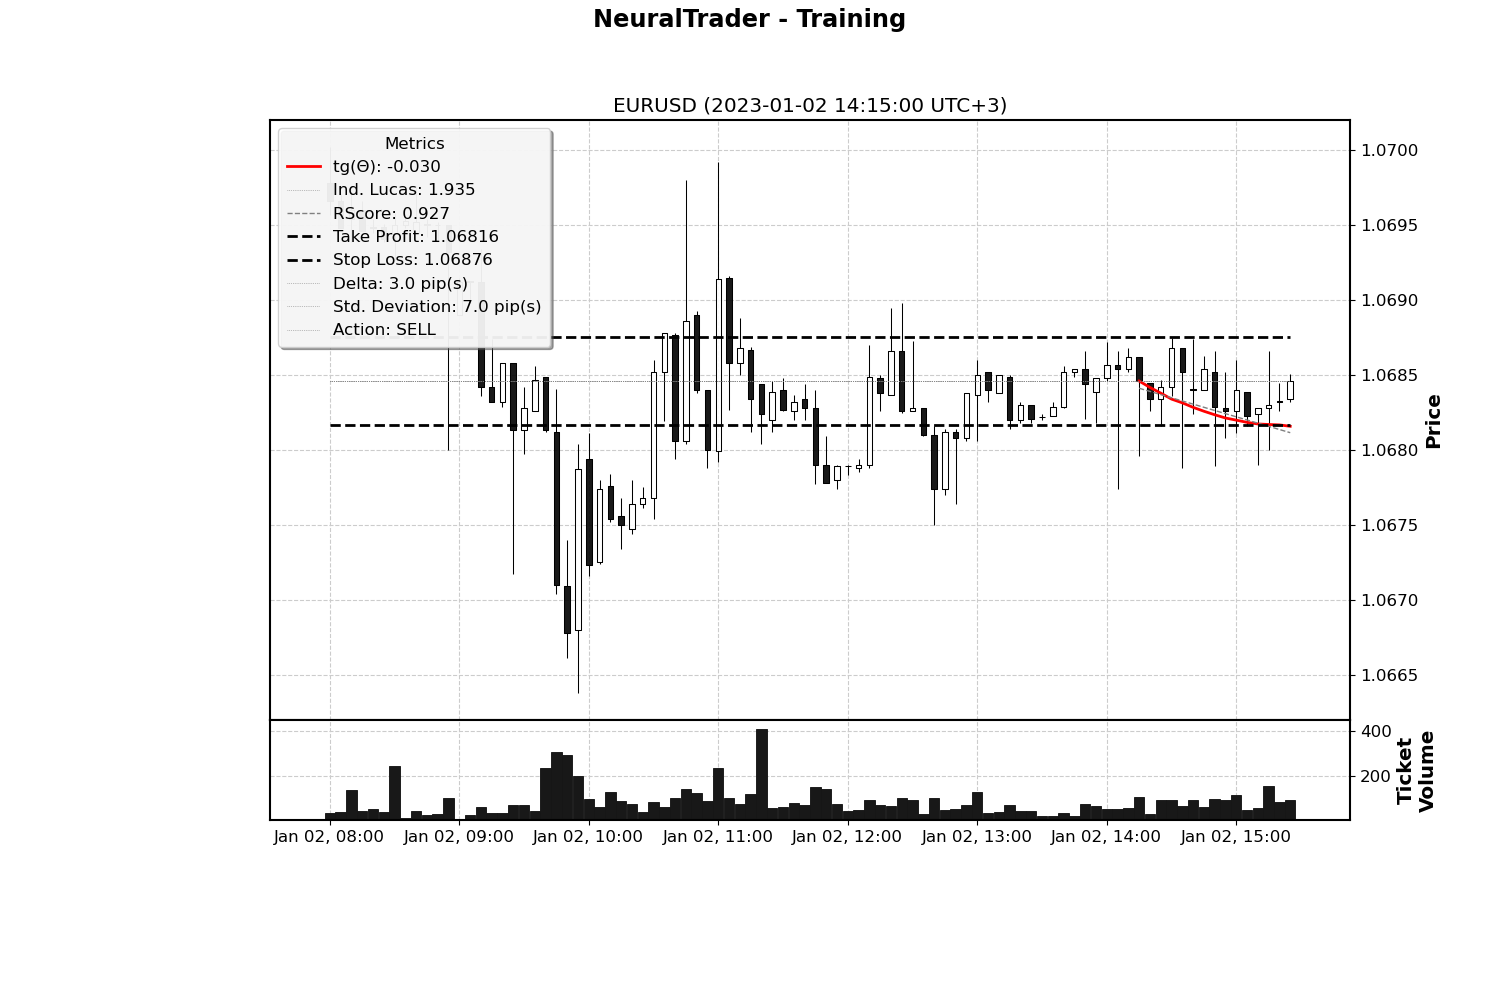 NeuralTrader - Training
EURUSD (2023-01-02 14:15:00 UTC+3)
Metrics
tg(Θ): -0.030
Ind. Lucas: 1.935
RScore: 0.927
Take Profit: 1.06816
Stop Loss: 1.06876
Delta: 3.0 pip(s)
Std. Deviation: 7.0 pip(s)
Action: SELL
1.0700
1.0695
1.0690
1.0685
1.0680
1.0675
1.0670
1.0665
Price
400
200
Ticket
Volume
Jan 02, 08:00 Jan 02, 09:00 Jan 02, 10:00 Jan 02, 11:00 Jan 02, 12:00 Jan 02, 13:00 Jan 02, 14:00 Jan 02, 15:00